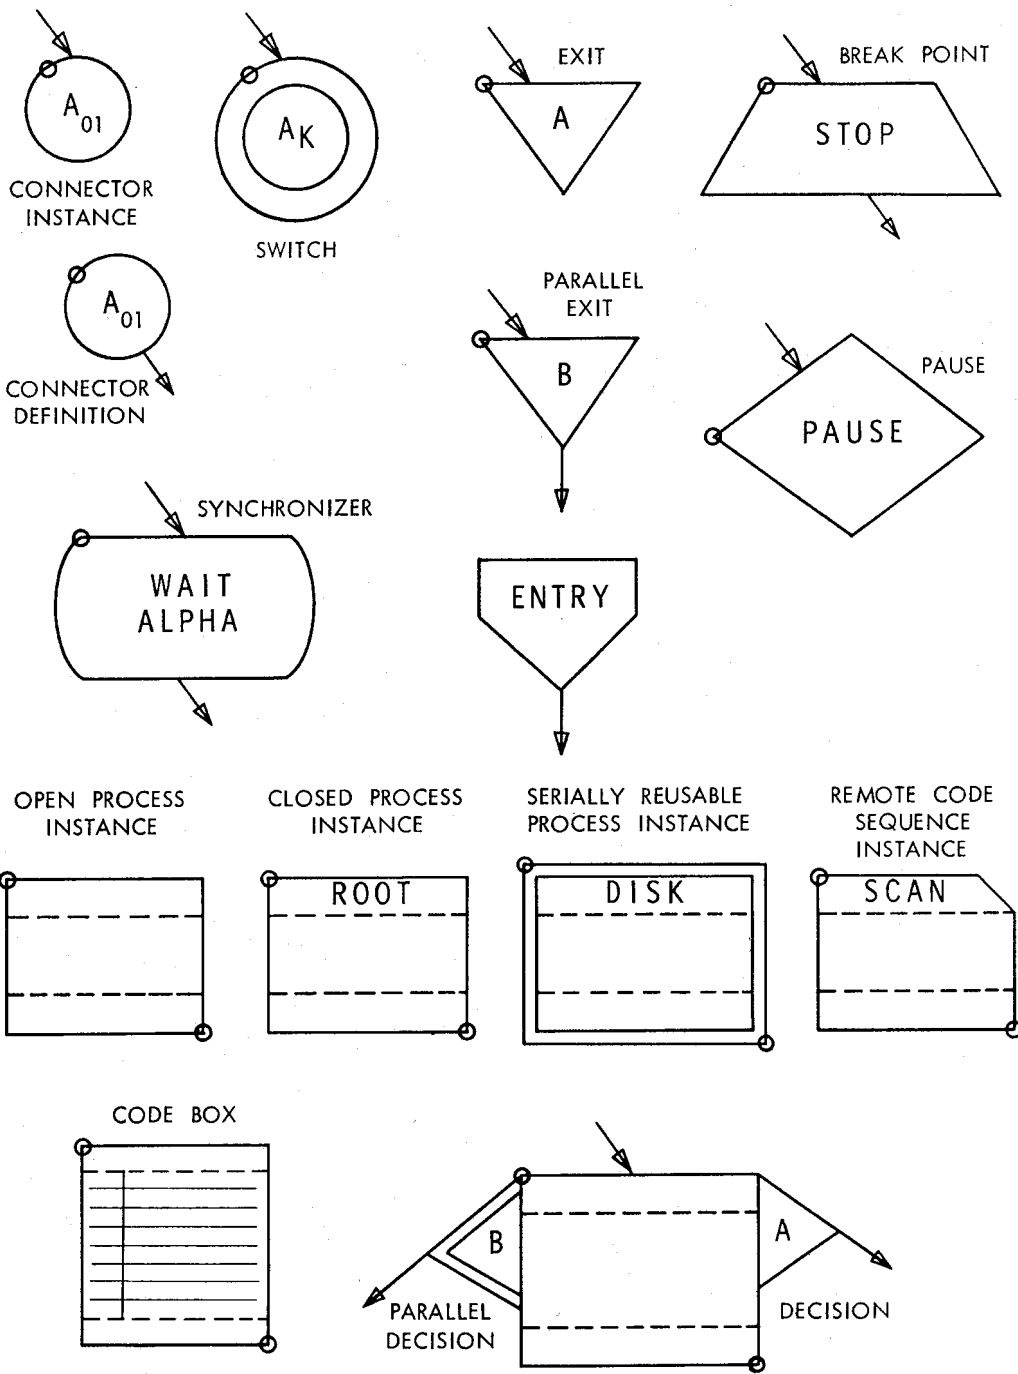 EXIT
BREAK POINT
A01
AK
A
STOP
CONNECTOR
INSTANCE
SWITCH
A01
PARALLEL
EXIT
B
PAUSE
CONNECTOR
DEFINITION
PAUSE
SYNCHRONIZER
WAIT
ALPHA
ENTRY
OPEN PROCESS
INSTANCE
CLOSED PROCESS
INSTANCE
SERIALLY REUSABLE
PROCESS INSTANCE
REMOTE CODE
SEQUENCE
INSTANCE
ROOT
DISK
SCAN
CODE BOX
B
A
PARALLEL
DECISION
DECISION